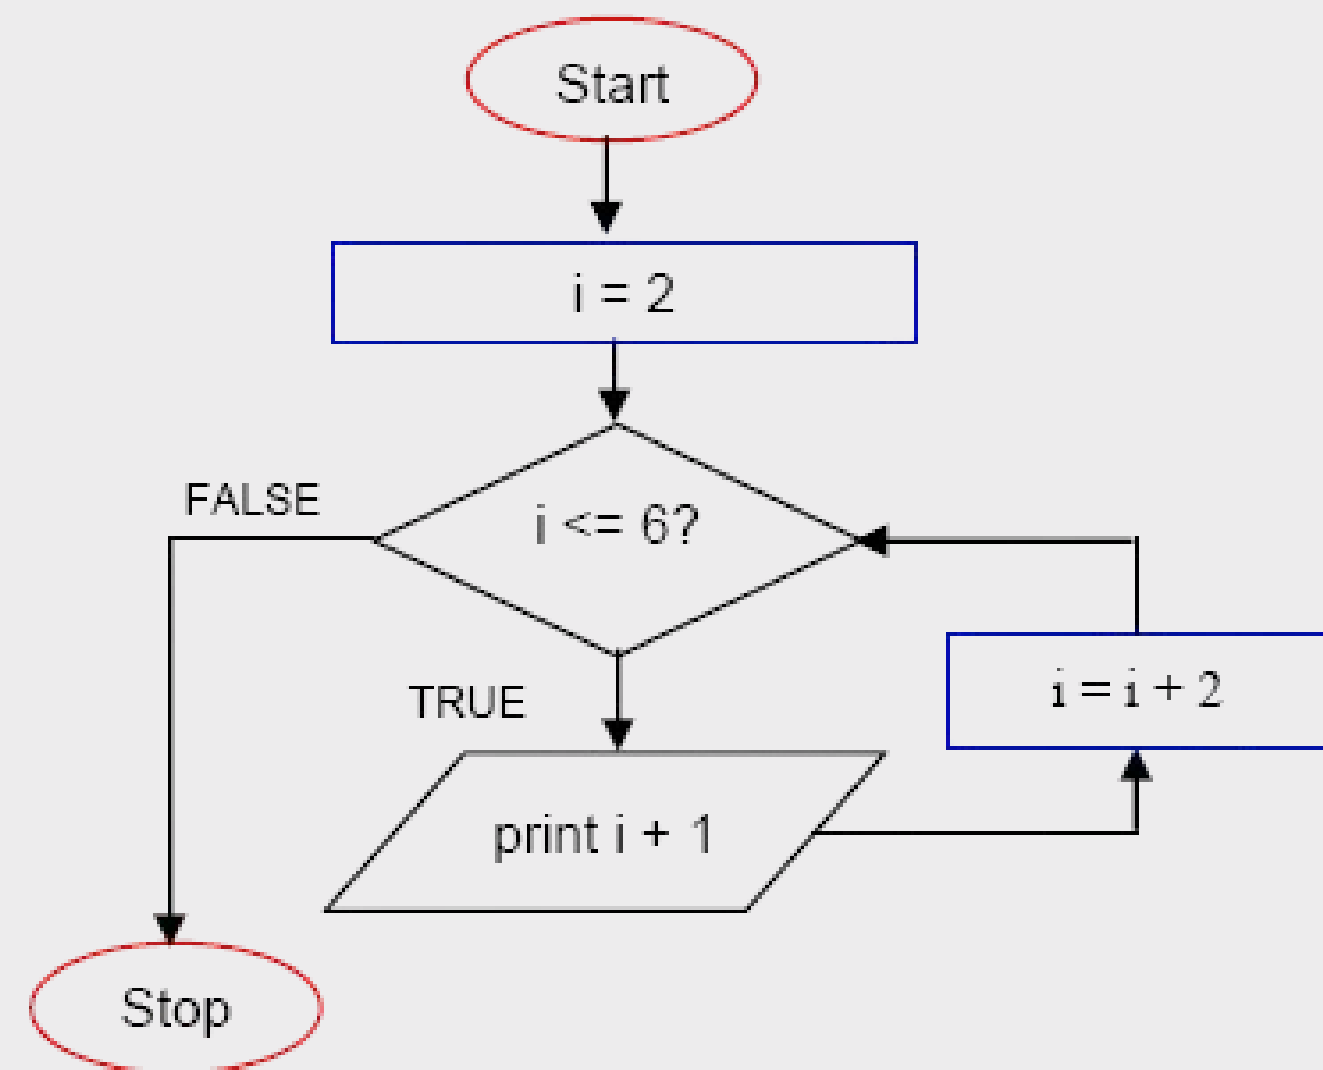 Start
i = 2
FALSE
i <= 6?
TRUE
i = i + 2
print i + 1
Stop